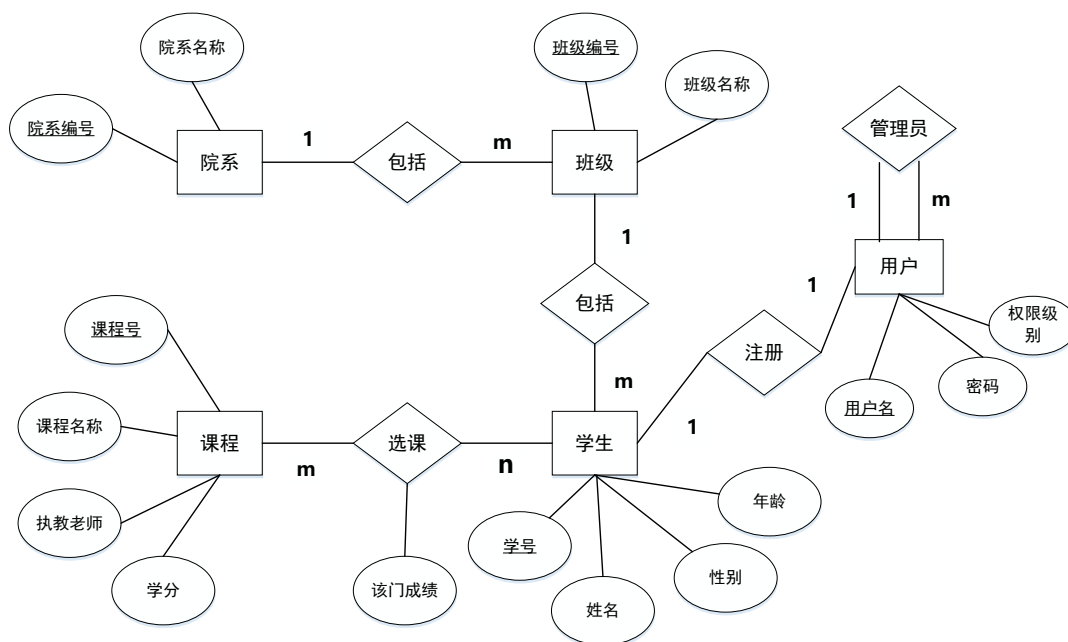 院系名称
班级编号
班级名称
院系编号
管理员
院系
1
包括
m
班级
1
m
1
用户
1
包括
权限级
别
课程号
注册
密码
m
用户名
课程名称
课程
m
选课
n
学生
1
年龄
执教老师
学号
学分
该门成绩
性别
姓名